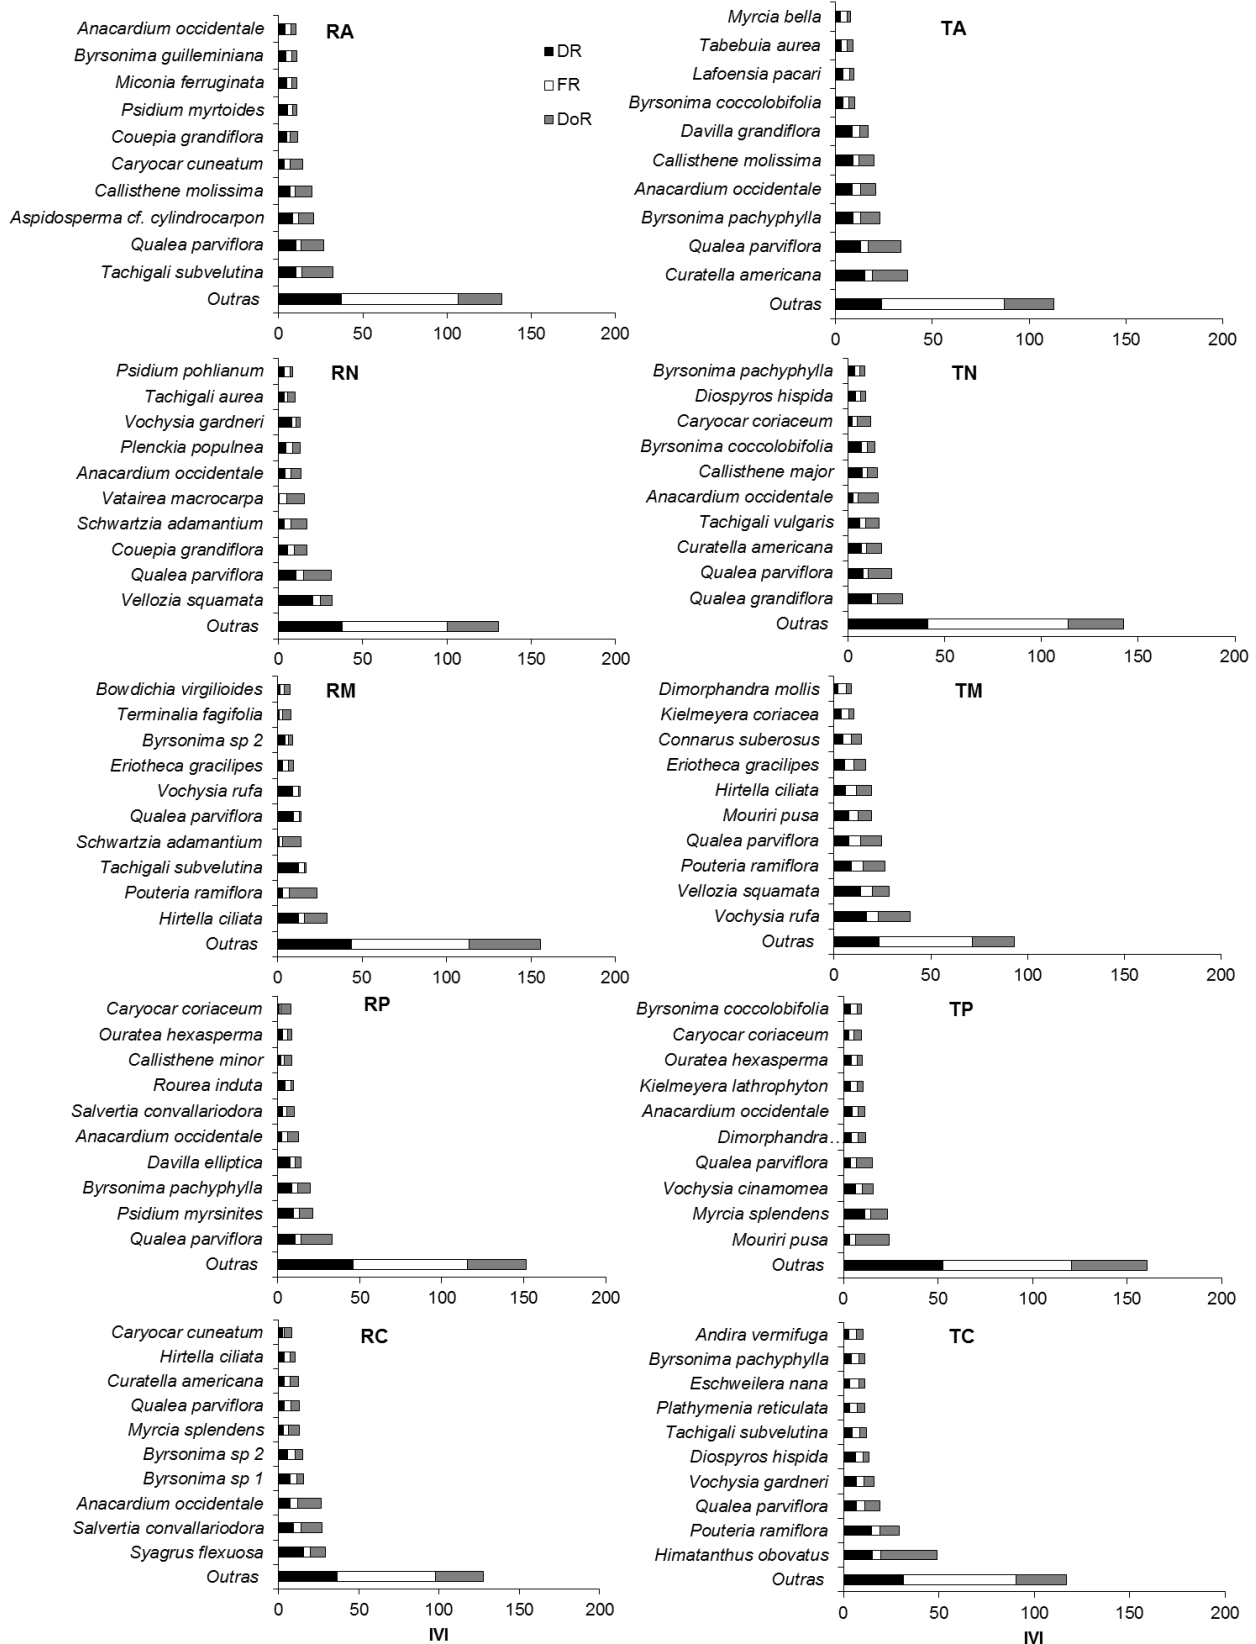 RA
Anacardium occidentale
Byrsonima guilleminiana
Miconia ferruginata
Psidium myrtoides
Couepia grandiflora
Caryocar cuneatum
Callisthene molissima
Aspidosperma cf. cylindrocarpon
Qualea parviflora
Tachigali subvelutina
Outras
0 50 100 150 200
DR
FR
DoR
TA
Myrcia bella
Tabebuia aurea
Lafoensia pacari
Byrsonima coccolobifolia
Davilla grandiflora
Callisthene molissima
Anacardium occidentale
Byrsonima pachyphylla
Qualea parviflora
Curatella americana
Outras
0 50 100 150 200
RN
Psidium pohlianum
Tachigali aurea
Vochysia gardneri
Plenckia populnea
Anacardium occidentale
Vatairea macrocarpa
Schwartzia adamantium
Couepia grandiflora
Qualea parviflora
Vellozia squamata
Outras
0 50 100 150 200
TN
Byrsonima pachyphylla
Diospyros hispida
Caryocar coriaceum
Byrsonima coccolobifolia
Callisthene major
Anacardium occidentale
Tachigali vulgaris
Curatella americana
Qualea parviflora
Qualea grandiflora
Outras
0 50 100 150 200
RM
Bowdichia virgilioides
Terminalia fagifolia
Byrsonima sp 2
Eriotheca gracilipes
Vochysia rufa
Qualea parviflora
Schwartzia adamantium
Tachigali subvelutina
Pouteria ramiflora
Hirtella ciliata
Outras
0 50 100 150 200
TM
Dimorphandra mollis
Kielmeyera coriacea
Connarus suberosus
Eriotheca gracilipes
Hirtella ciliata
Mouriri pusa
Qualea parviflora
Pouteria ramiflora
Vellozia squamata
Vochysia rufa
Outras
0 50 100 150 200
RP
Caryocar coriaceum
Ouratea hexasperma
Callisthene minor
Rourea induta
Salvertia convallariodora
Anacardium occidentale
Davilla elliptica
Byrsonima pachyphylla
Psidium myrsinites
Qualea parviflora
Outras
0 50 100 150 200
TP
Byrsonima coccolobifolia
Caryocar coriaceum
Ouratea hexasperma
Kielmeyera lathrophyton
Anacardium occidentale
Dimorphandra…
Qualea parviflora
Vochysia cinamomea
Myrcia splendens
Mouriri pusa
Outras
0 50 100 150 200
RC
Caryocar cuneatum
Hirtella ciliata
Curatella americana
Qualea parviflora
Myrcia splendens
Byrsonima sp 2
Byrsonima sp 1
Anacardium occidentale
Salvertia convallariodora
Syagrus flexuosa
Outras
0 50 100 150 200
IVI
TC
Andira vermifuga
Byrsonima pachyphylla
Eschweilera nana
Plathymenia reticulata
Tachigali subvelutina
Diospyros hispida
Vochysia gardneri
Qualea parviflora
Pouteria ramiflora
Himatanthus obovatus
Outras
0 50 100 150 200
IVI